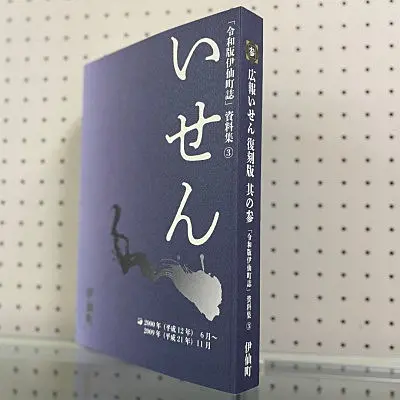 「令和版伊仙町誌」資料集③
いせん
2000年(平成12年) 6月〜
2009年(平成21年) 11月
参
広報いせん 復刻版 其の参
「令和版伊仙町誌」資料集③
伊仙町